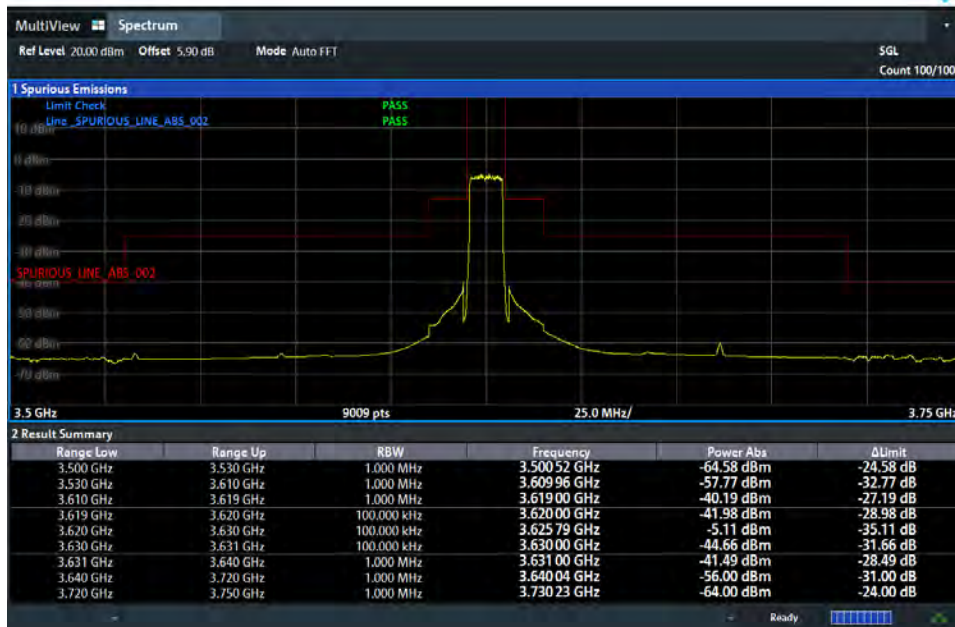 MultiView Spectrum
Ref Level 20.00 dBm Offset 5.90 dB Mode Auto FFT SGL
Count 100/100
1 Spurious Emissions
Limit Check PASS
Line _SPURIOUS_LINE_ABS_002 PASS
10 dBm
0 dBm
-10 dBm
-20 dBm
-30 dBm
SPURIOUS_LINE_ABS_002
-40 dBm
-50 dBm
-60 dBm
-70 dBm
3.5 GHz 9009 pts 25.0 MHz/ 3.75 GHz
2 Result Summary
Range Low Range Up RBW Frequency Power Abs ΔLimit
3.500 GHz 3.530 GHz 1.000 MHz 3.500 52 GHz -64.58 dBm -24.58 dB
3.530 GHz 3.610 GHz 1.000 MHz 3.609 96 GHz -57.77 dBm -32.77 dB
3.610 GHz 3.619 GHz 1.000 MHz 3.619 00 GHz -40.19 dBm -27.19 dB
3.619 GHz 3.620 GHz 100.000 kHz 3.620 00 GHz -41.98 dBm -28.98 dB
3.620 GHz 3.630 GHz 100.000 kHz 3.625 79 GHz -5.11 dBm -35.11 dB
3.630 GHz 3.631 GHz 100.000 kHz 3.630 00 GHz -44.66 dBm -31.66 dB
3.631 GHz 3.640 GHz 1.000 MHz 3.631 00 GHz -41.49 dBm -28.49 dB
3.640 GHz 3.720 GHz 1.000 MHz 3.640 04 GHz -56.00 dBm -31.00 dB
3.720 GHz 3.750 GHz 1.000 MHz 3.730 23 GHz -64.00 dBm -24.00 dB
Ready